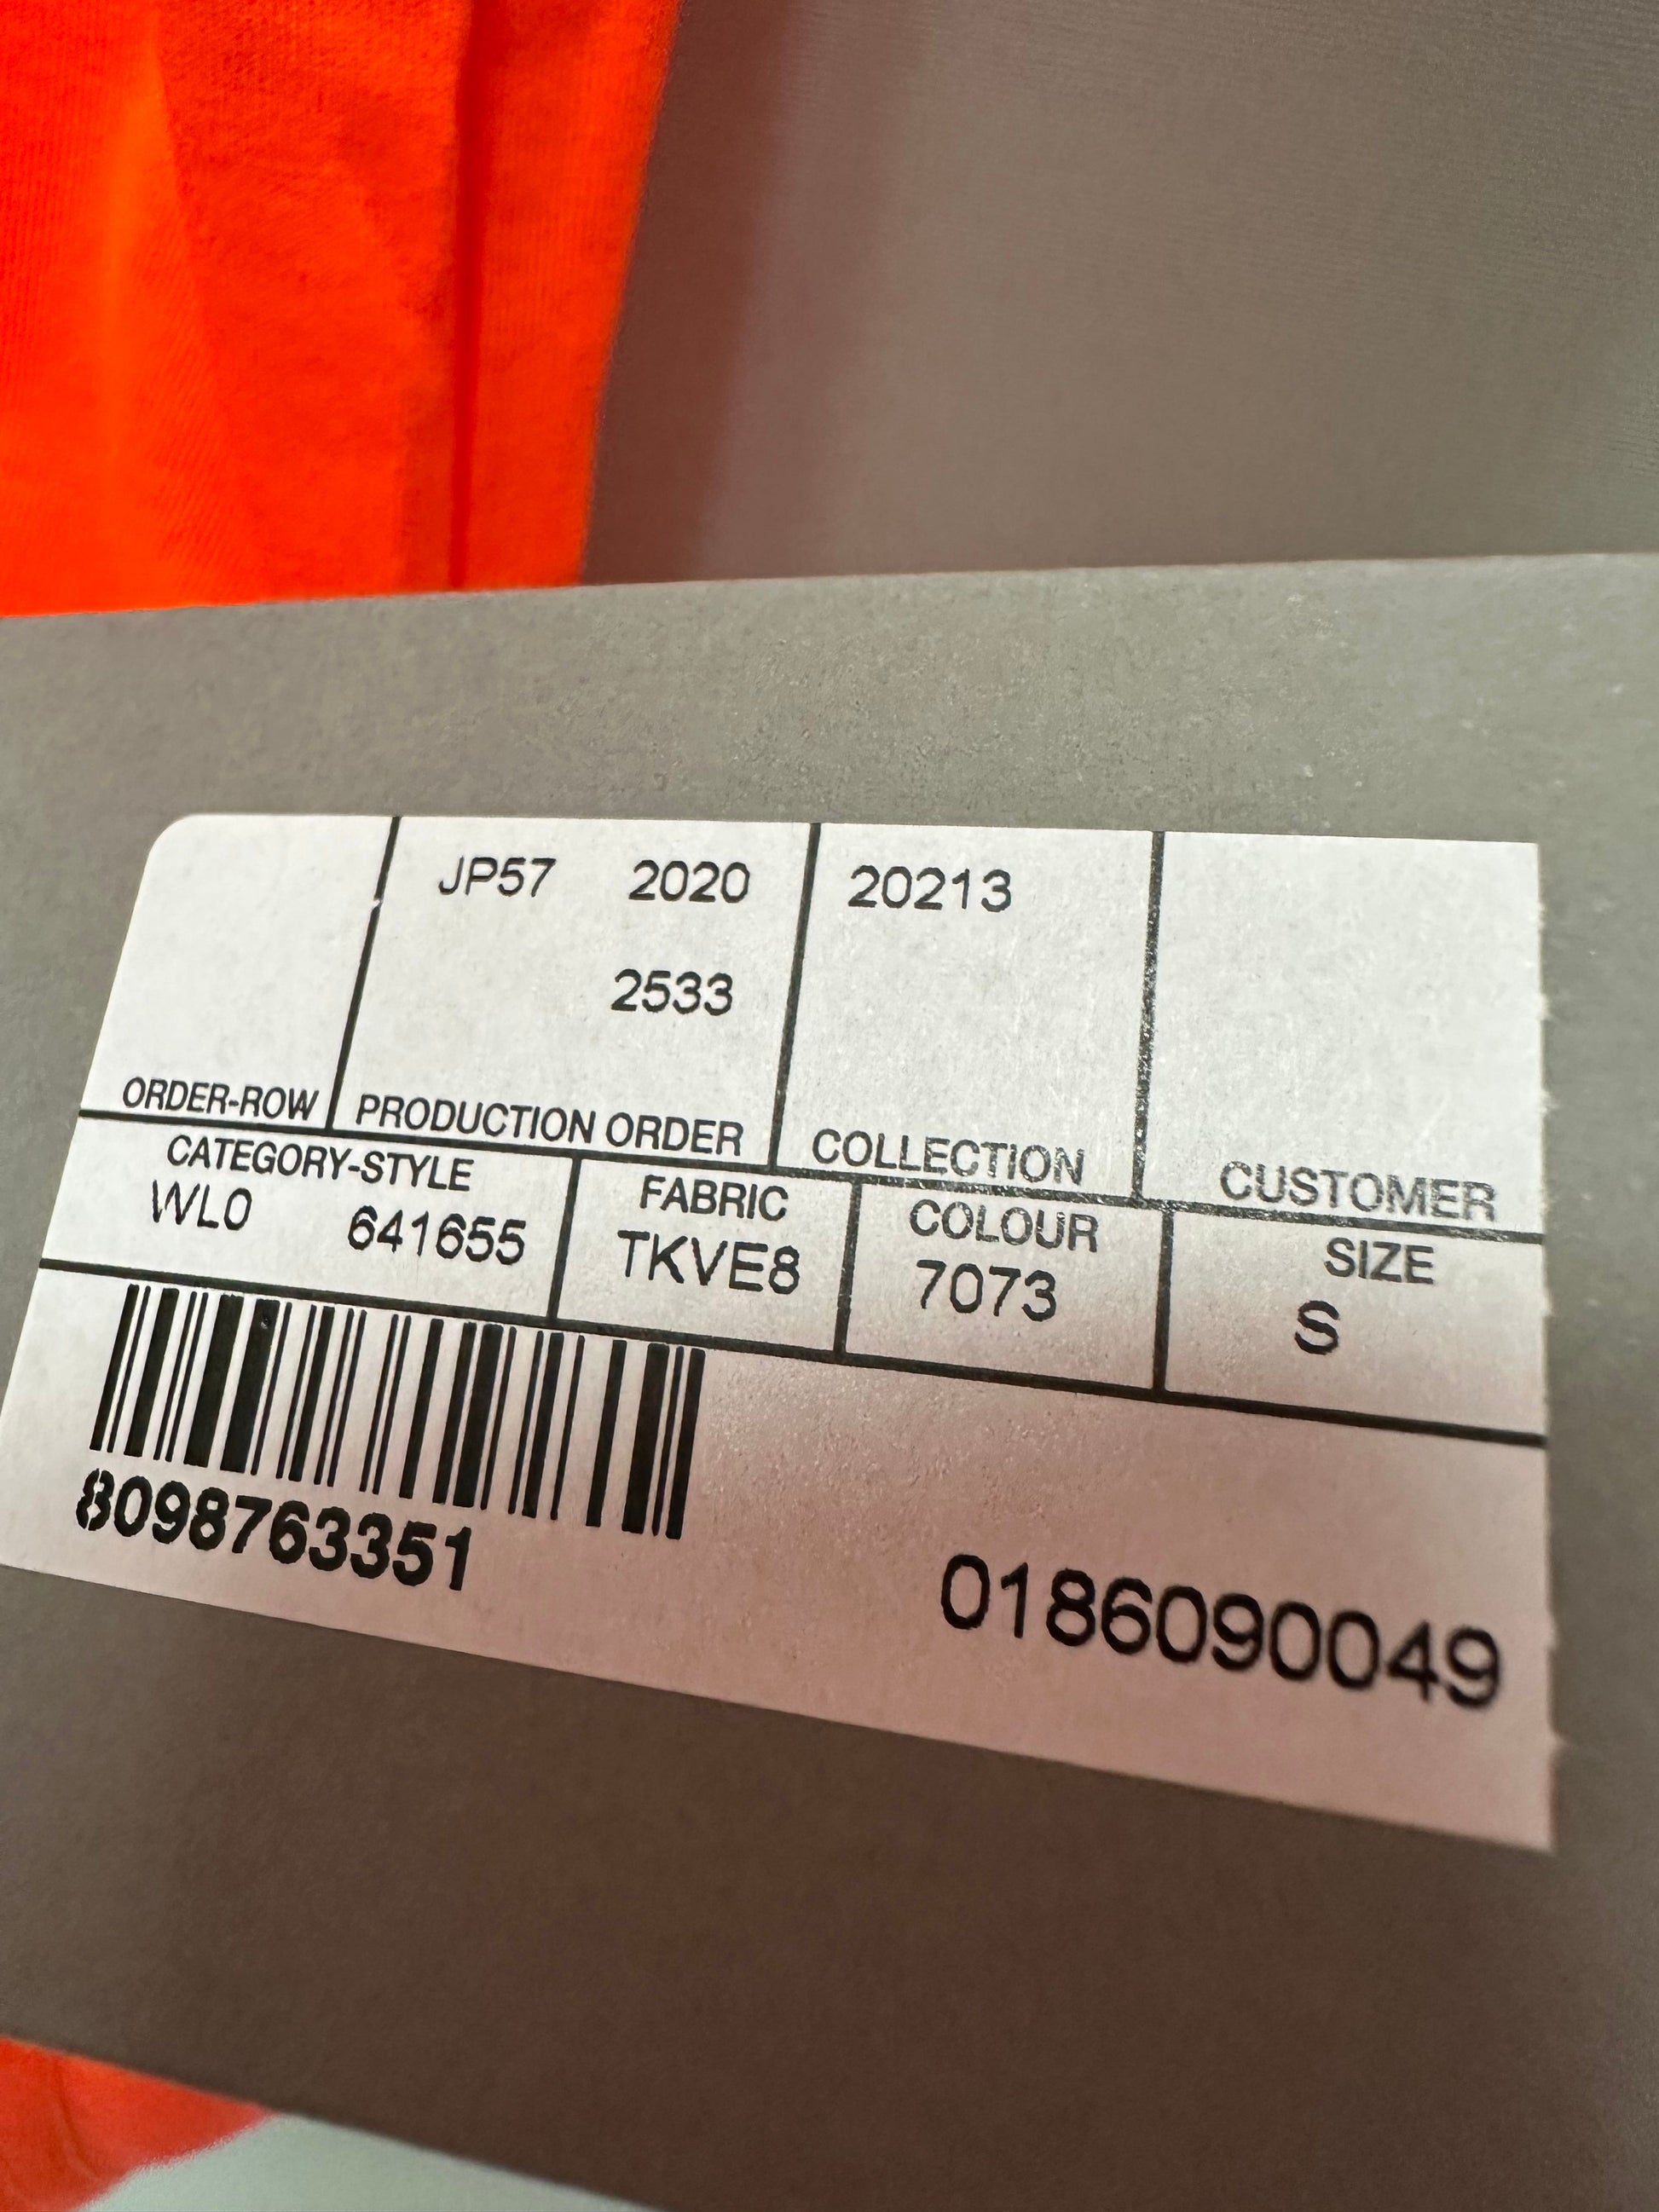 JP57 2020 20213
2533
ORDER-ROW PRODUCTION ORDER COLLECTION CUSTOMER
CATEGORY-STYLE FABRIC COLOUR SIZE
WL0 641655 TKVE8 7073 S
8098763351 0186090049